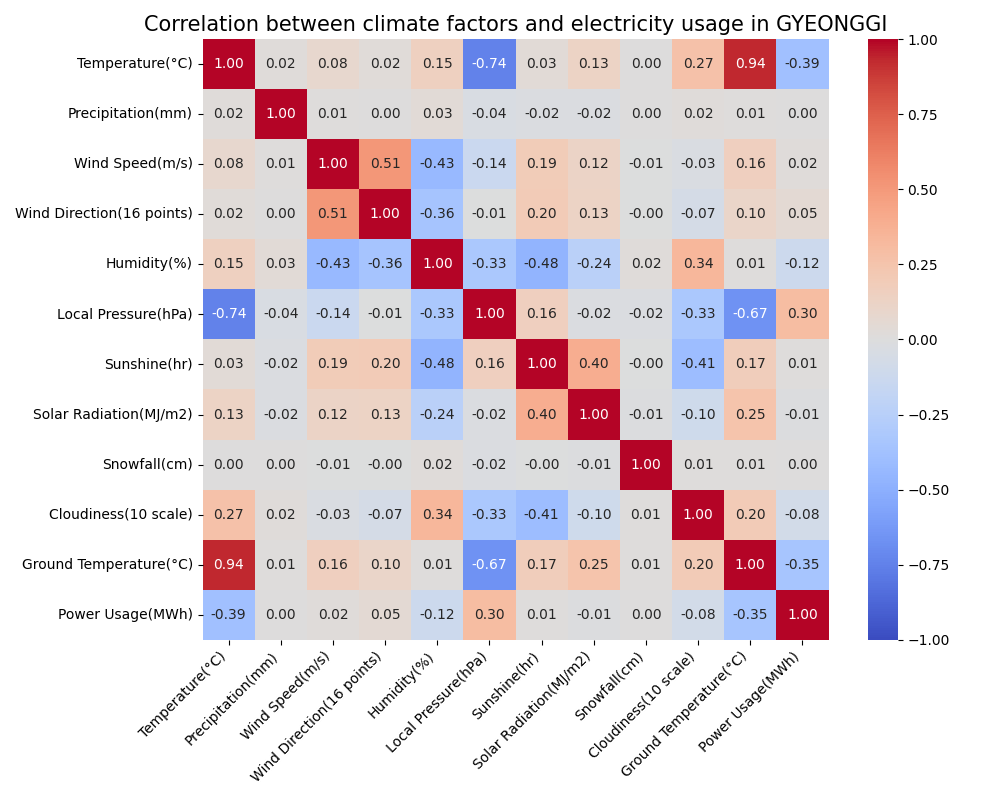 Correlation between climate factors and electricity usage in GYEONGGI
Temperature(°C) 1.00 0.02 0.08 0.02 0.15 -0.74 0.03 0.13 0.00 0.27 0.94 -0.39
Precipitation(mm) 0.02 1.00 0.01 0.00 0.03 -0.04 -0.02 -0.02 0.00 0.02 0.01 0.00
Wind Speed(m/s) 0.08 0.01 1.00 0.51 -0.43 -0.14 0.19 0.12 -0.01 -0.03 0.16 0.02
Wind Direction(16 points) 0.02 0.00 0.51 1.00 -0.36 -0.01 0.20 0.13 -0.00 -0.07 0.10 0.05
Humidity(%) 0.15 0.03 -0.43 -0.36 1.00 -0.33 -0.48 -0.24 0.02 0.34 0.01 -0.12
Local Pressure(hPa) -0.74 -0.04 -0.14 -0.01 -0.33 1.00 0.16 -0.02 -0.02 -0.33 -0.67 0.30
Sunshine(hr) 0.03 -0.02 0.19 0.20 -0.48 0.16 1.00 0.40 -0.00 -0.41 0.17 0.01
Solar Radiation(MJ/m2) 0.13 -0.02 0.12 0.13 -0.24 -0.02 0.40 1.00 -0.01 -0.10 0.25 -0.01
Snowfall(cm) 0.00 0.00 -0.01 -0.00 0.02 -0.02 -0.00 -0.01 1.00 0.01 0.01 0.00
Cloudiness(10 scale) 0.27 0.02 -0.03 -0.07 0.34 -0.33 -0.41 -0.10 0.01 1.00 0.20 -0.08
Ground Temperature(°C) 0.94 0.01 0.16 0.10 0.01 -0.67 0.17 0.25 0.01 0.20 1.00 -0.35
Power Usage(MWh) -0.39 0.00 0.02 0.05 -0.12 0.30 0.01 -0.01 0.00 -0.08 -0.35 1.00
Temperature(°C)
Precipitation(mm)
Wind Speed(m/s)
Wind Direction(16 points)
Humidity(%)
Local Pressure(hPa)
Sunshine(hr)
Solar Radiation(MJ/m2)
Snowfall(cm)
Cloudiness(10 scale)
Ground Temperature(°C)
Power Usage(MWh)
1.00
0.75
0.50
0.25
0.00
−0.25
−0.50
−0.75
−1.00